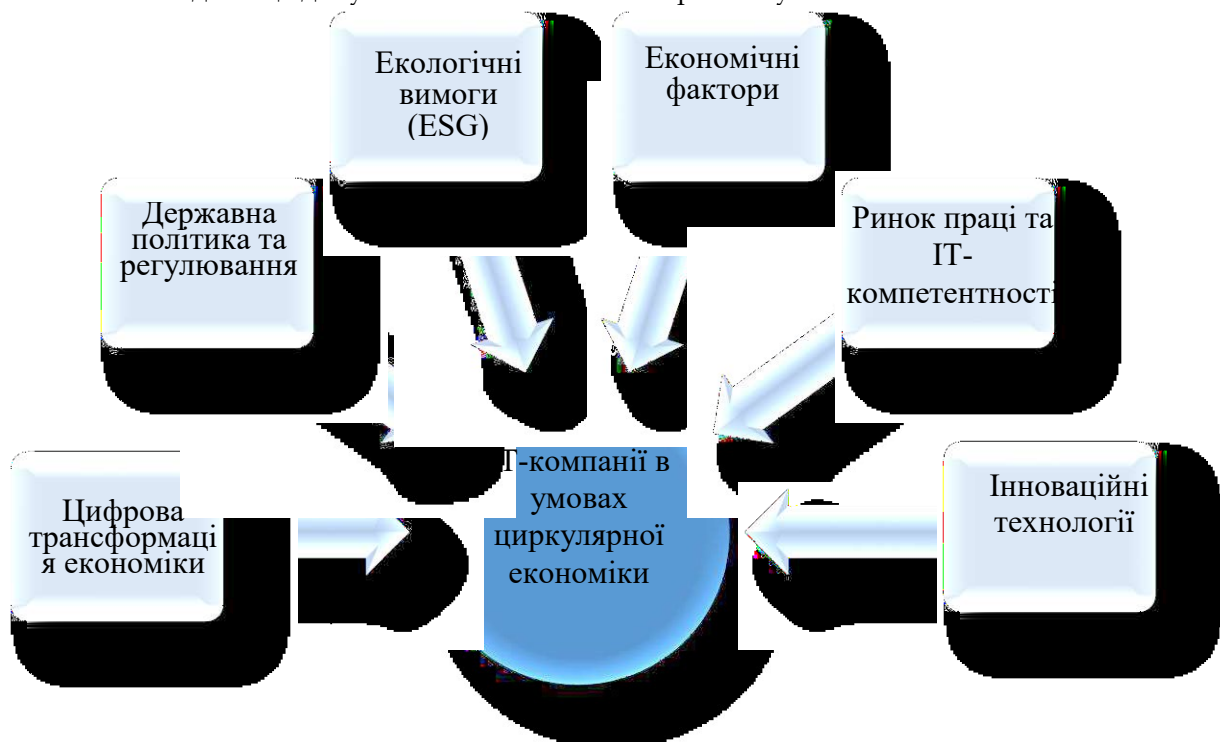 Екологічні
вимоги
(ESG)
Економічні
фактори
Державна
політика та
регулювання
Ринок праці та
ІТ-
компетентності
Цифрова
трансформаці
я економіки
Т-компанії в
умовах
циркулярної
економіки
Інноваційні
технології